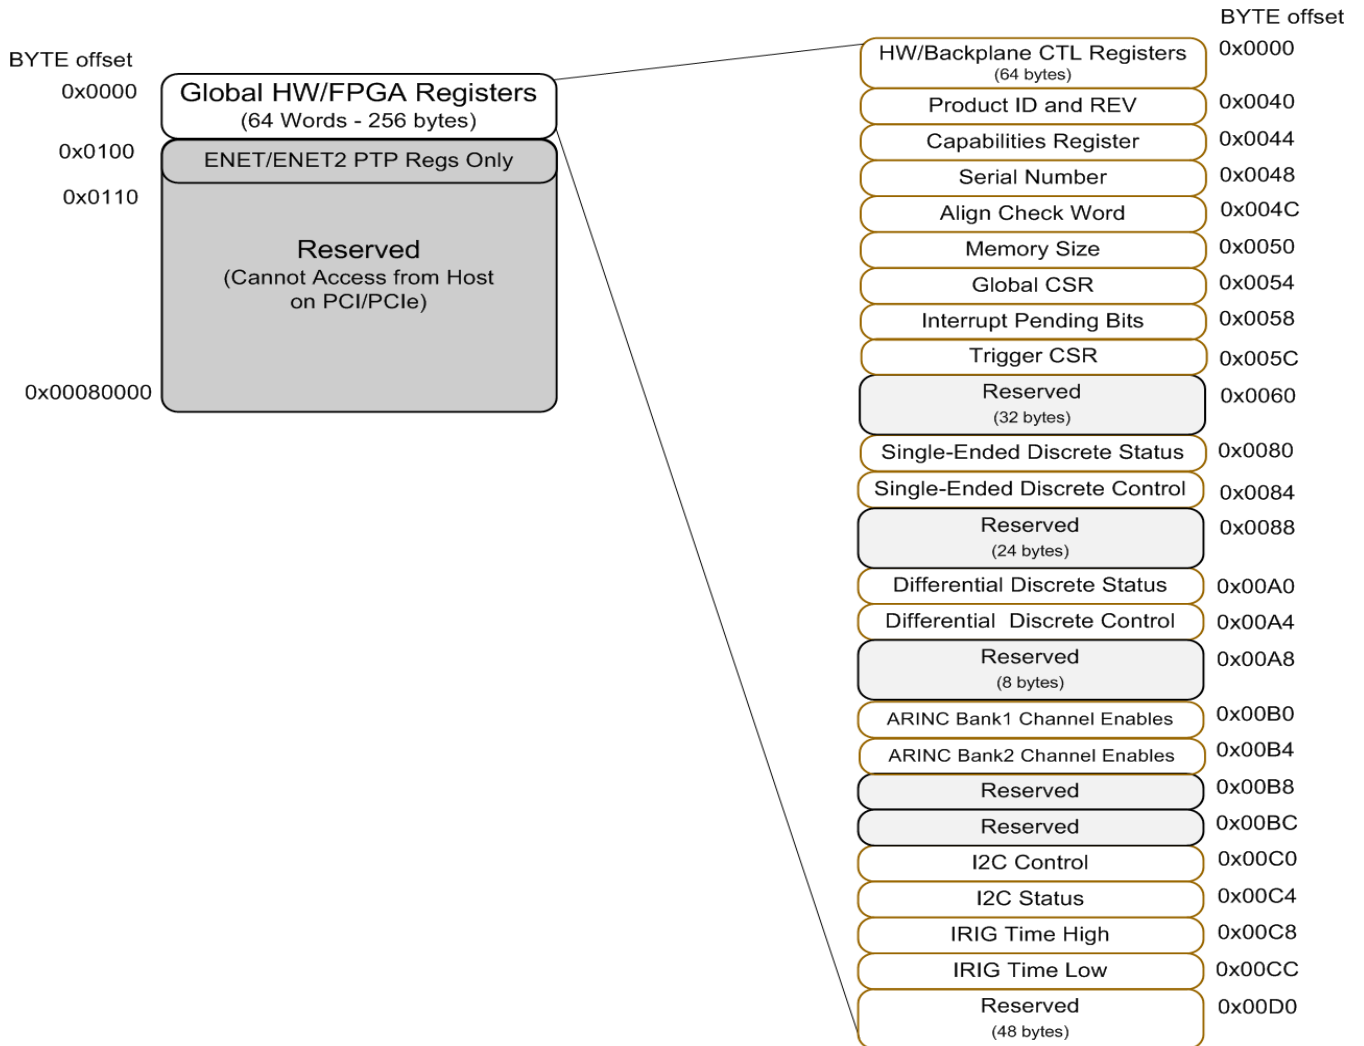 BYTE offset
0x0000
Global HW/FPGA Registers
(64 Words - 256 bytes)
0x0100
ENET/ENET2 PTP Regs Only
0x0110
Reserved
(Cannot Access from Host
on PCI/PCIe)
0x00080000
BYTE offset
HW/Backplane CTL Registers
(64 bytes)
0x0000
Product ID and REV
0x0040
Capabilities Register
0x0044
Serial Number
0x0048
Align Check Word
0x004C
Memory Size
0x0050
Global CSR
0x0054
Interrupt Pending Bits
0x0058
Trigger CSR
0x005C
Reserved
(32 bytes)
0x0060
Single-Ended Discrete Status
0x0080
Single-Ended Discrete Control
0x0084
Reserved
(24 bytes)
0x0088
Differential Discrete Status
0x00A0
Differential Discrete Control
0x00A4
Reserved
(8 bytes)
0x00A8
ARINC Bank1 Channel Enables
0x00B0
ARINC Bank2 Channel Enables
0x00B4
Reserved
0x00B8
Reserved
0x00BC
I2C Control
0x00C0
I2C Status
0x00C4
IRIG Time High
0x00C8
IRIG Time Low
0x00CC
Reserved
(48 bytes)
0x00D0